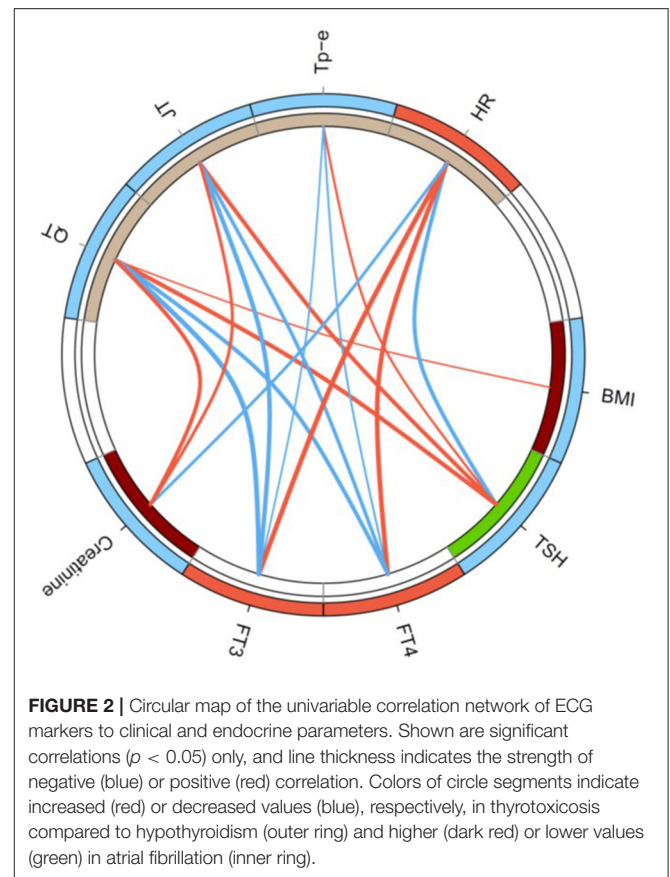 Tp-e
JT
HR
QT
BMI
TSH
Creatinine
FT3
FT4
FIGURE 2 | Circular map of the univariable correlation network of ECG
markers to clinical and endocrine parameters. Shown are significant
correlations (p < 0.05) only, and line thickness indicates the strength of
negative (blue) or positive (red) correlation. Colors of circle segments indicate
increased (red) or decreased values (blue), respectively, in thyrotoxicosis
compared to hypothyroidism (outer ring) and higher (dark red) or lower values
(green) in atrial fibrillation (inner ring).